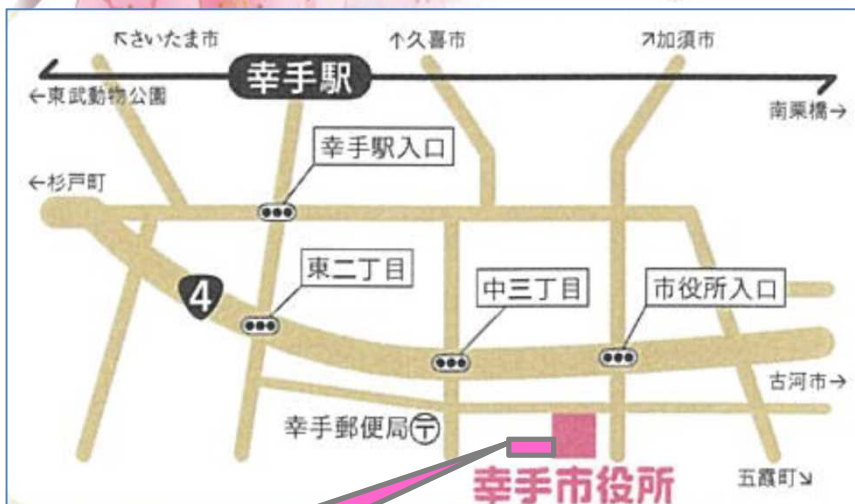 ↖さいたま市
↑久喜市
↗加須市
幸手駅
←東武動物公園
南栗橋→
幸手駅入口
←杉戸町
東二丁目
中三丁目
市役所入口
4
古河市→
幸手郵便局〒
幸手市役所
五霞町↘